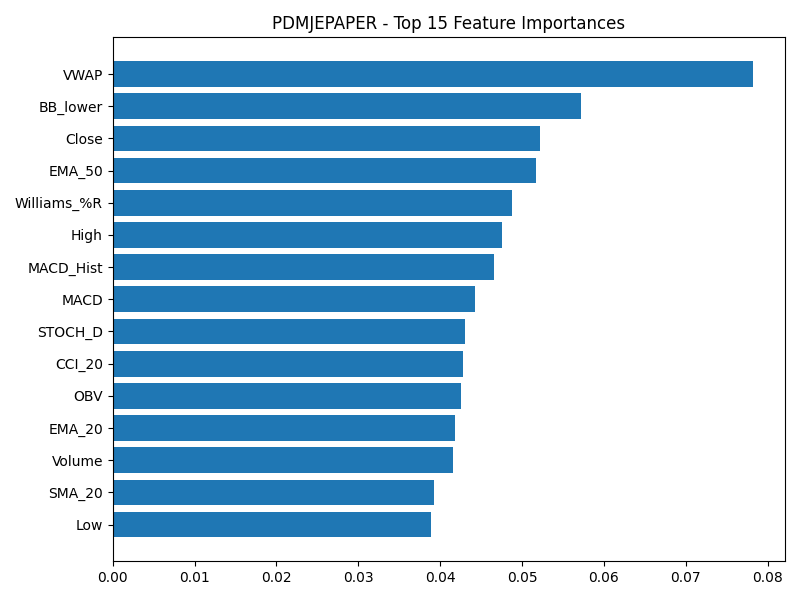 PDMJEPAPER - Top 15 Feature Importances
VWAP
BB_lower
Close
EMA_50
Williams_%R
High
MACD_Hist
MACD
STOCH_D
CCI_20
OBV
EMA_20
Volume
SMA_20
Low
0.00 0.01 0.02 0.03 0.04 0.05 0.06 0.07 0.08